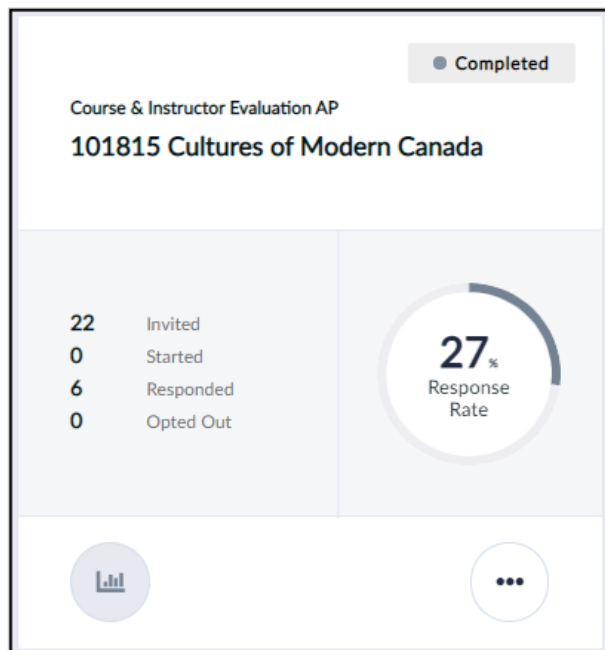 Completed
Course & Instructor Evaluation AP
101815 Cultures of Modern Canada
22 Invited
0 Started
6 Responded
0 Opted Out
27%
Response
Rate